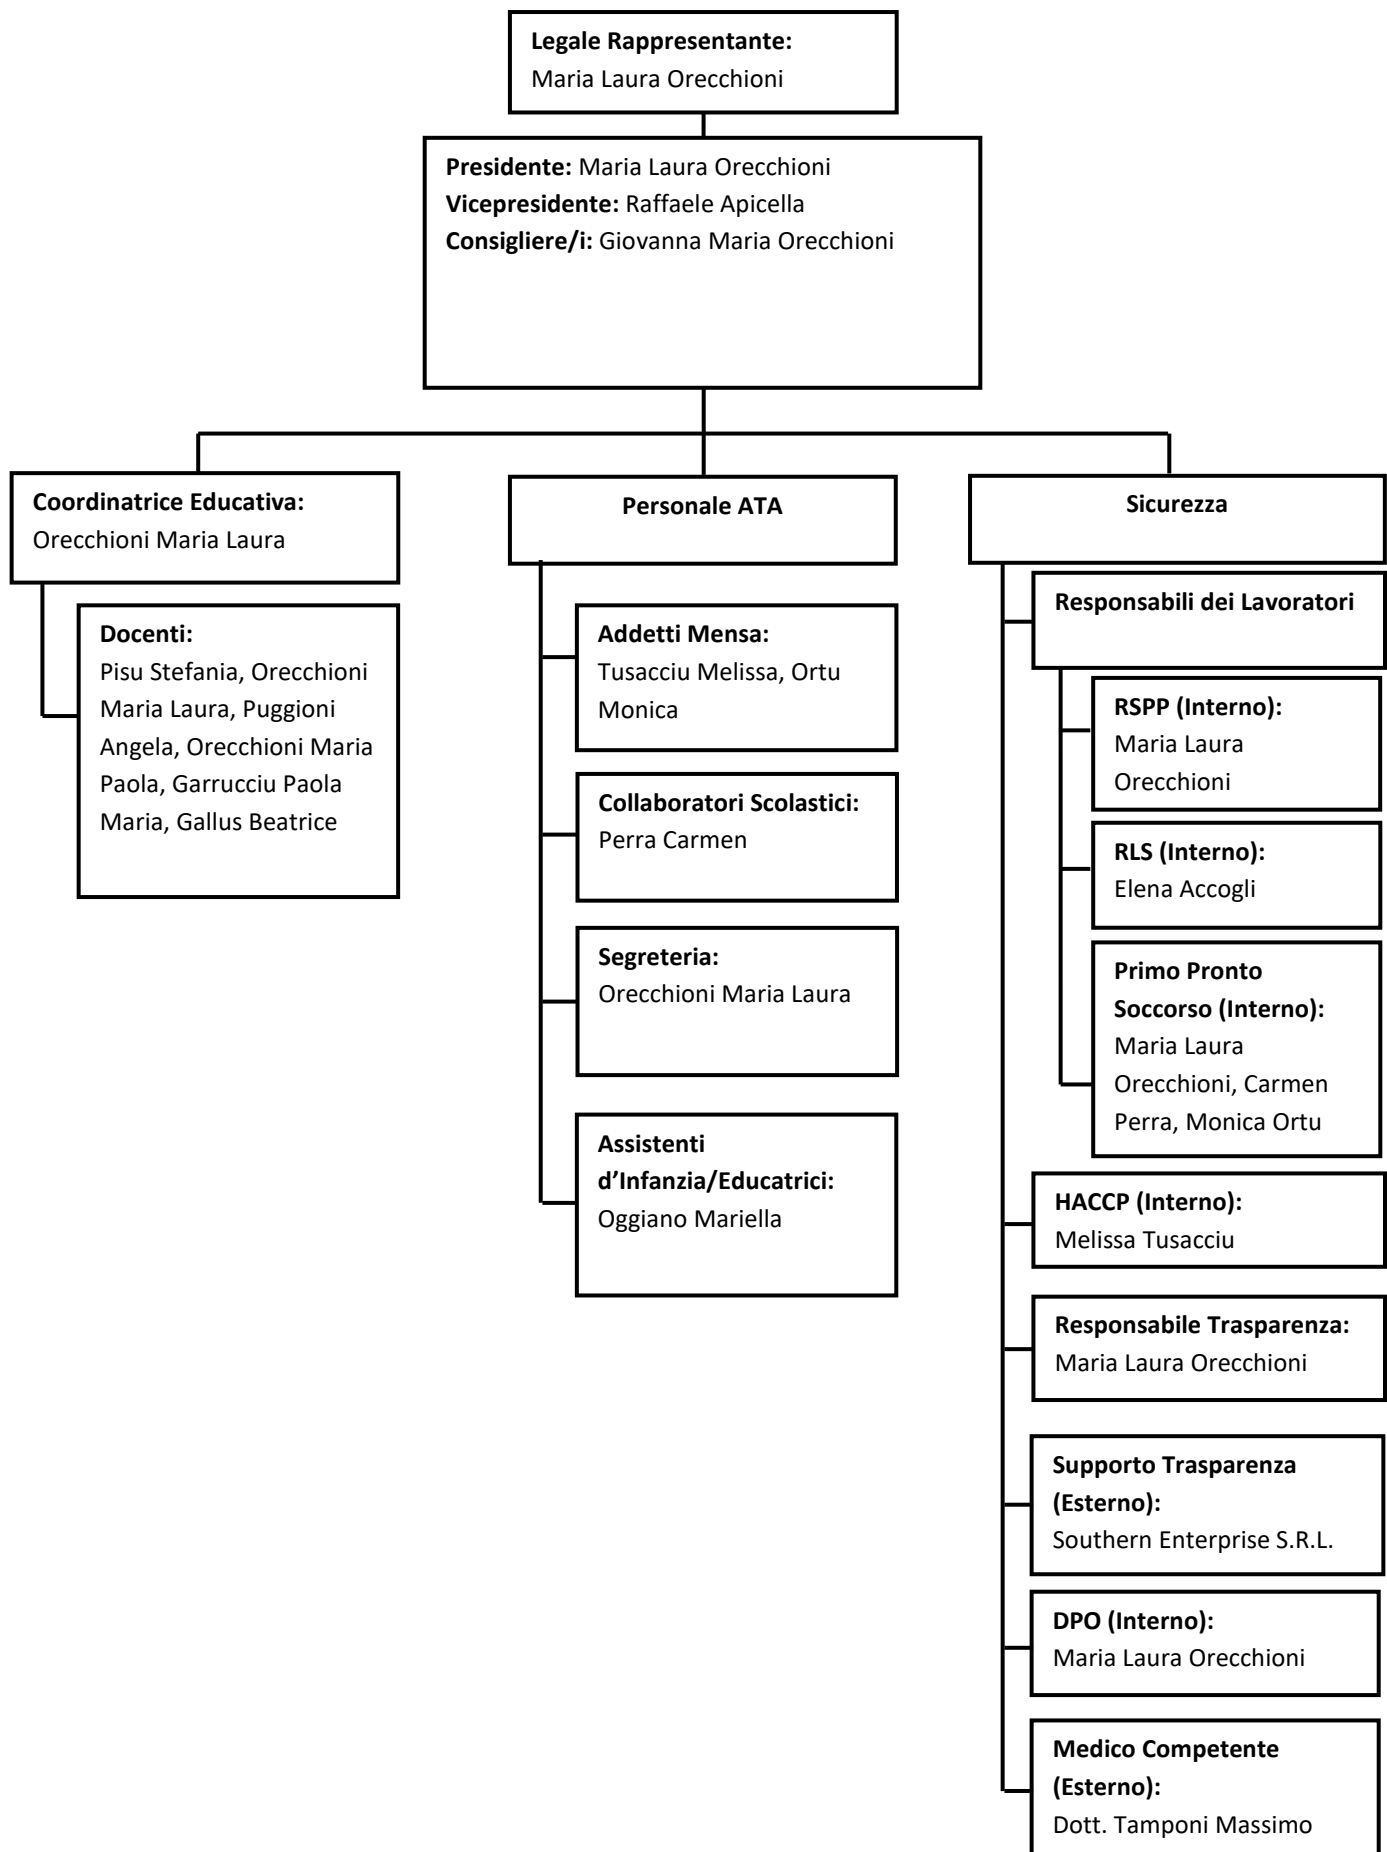 Legale Rappresentante:
Maria Laura Orecchioni
Presidente: Maria Laura Orecchioni
Vicepresidente: Raffaele Apicella
Consigliere/i: Giovanna Maria Orecchioni
Coordinatrice Educativa:
Orecchioni Maria Laura
Docenti:
Pisu Stefania, Orecchioni
Maria Laura, Puggioni
Angela, Orecchioni Maria
Paola, Garrucciu Paola
Maria, Gallus Beatrice
Personale ATA
Addetti Mensa:
Tusacciu Melissa, Ortu
Monica
Collaboratori Scolastici:
Perra Carmen
Segreteria:
Orecchioni Maria Laura
Assistenti
d’Infanzia/Educatrici:
Oggiano Mariella
Sicurezza
Responsabili dei Lavoratori
RSPP (Interno):
Maria Laura
Orecchioni
RLS (Interno):
Elena Accogli
Primo Pronto
Soccorso (Interno):
Maria Laura
Orecchioni, Carmen
Perra, Monica Ortu
HACCP (Interno):
Melissa Tusacciu
Responsabile Trasparenza:
Maria Laura Orecchioni
Supporto Trasparenza
(Esterno):
Southern Enterprise S.R.L.
DPO (Interno):
Maria Laura Orecchioni
Medico Competente
(Esterno):
Dott. Tamponi Massimo